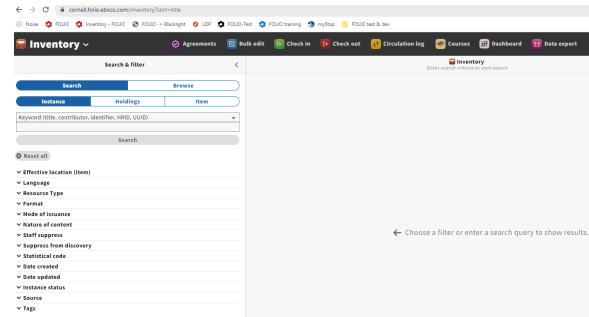 cornell.folio.ebsco.com/inventory?sort=title
Noise FOLIO Inventory - FOLIO FOLIO -> Blacklight LDP FOLIO-Test FOLIO training myStop FOLIO test & dev
Inventory Agreements Bulk edit Check in Check out Circulation log Courses Dashboard Data export
Search & filter
Inventory
Enter search criteria to start search
Search Browse
Instance Holdings Item
Keyword (title, contributor, identifier, HRID, UUID)
Search
Reset all
Effective location (item)
Language
Resource Type
Format
Mode of issuance
Nature of content
Staff suppress
Choose a filter or enter a search query to show results.
Suppress from discovery
Statistical code
Date created
Date updated
Instance status
Source
Tags